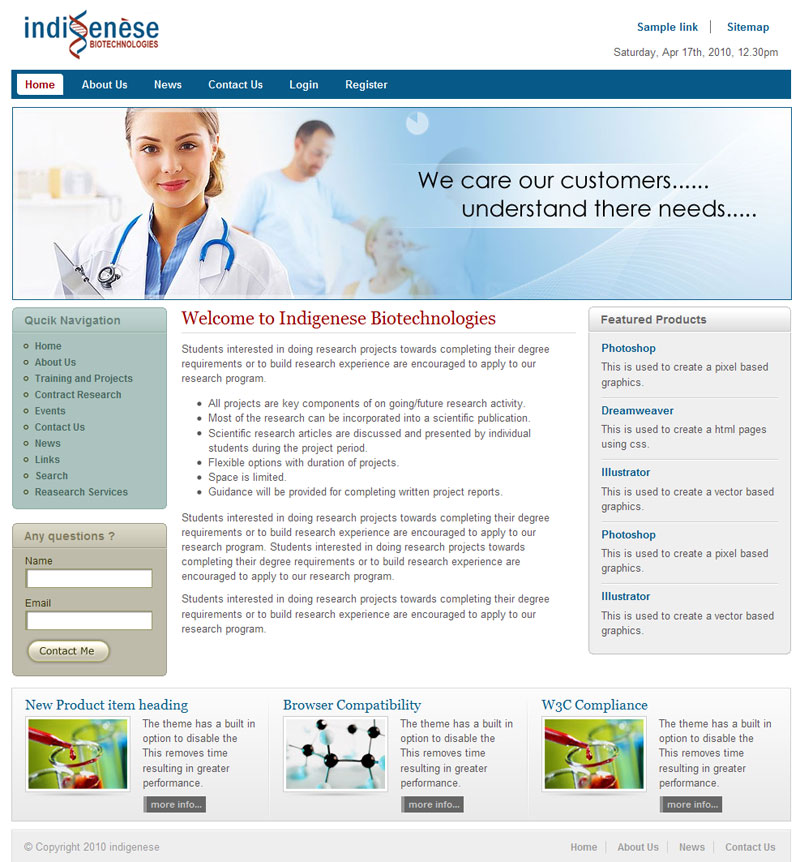 indigenèse
BIOTECHNOLOGIES
Sample link | Sitemap
Saturday, Apr 17th, 2010, 12.30pm
Home About Us News Contact Us Login Register
We care our customers......
understand there needs.....
Qucik Navigation
Home
About Us
Training and Projects
Contract Research
Events
Contact Us
News
Links
Search
Reasearch Services
Any questions ?
Name
Email
Contact Me
Welcome to Indigenese Biotechnologies
Students interested in doing research projects towards completing their degree
requirements or to build research experience are encouraged to apply to our
research program.
All projects are key components of on going/future research activity.
Most of the research can be incorporated into a scientific publication.
Scientific research articles are discussed and presented by individual
students during the project period.
Flexible options with duration of projects.
Space is limited.
Guidance will be provided for completing written project reports.
Students interested in doing research projects towards completing their degree
requirements or to build research experience are encouraged to apply to our
research program. Students interested in doing research projects towards
completing their degree requirements or to build research experience are
encouraged to apply to our research program.
Students interested in doing research projects towards completing their degree
requirements or to build research experience are encouraged to apply to our
research program.
Featured Products
Photoshop
This is used to create a pixel based
graphics.
Dreamweaver
This is used to create a html pages
using css.
Illustrator
This is used to create a vector based
graphics.
Photoshop
This is used to create a pixel based
graphics.
Illustrator
This is used to create a vector based
graphics.
New Product item heading
The theme has a built in
option to disable the
This removes time
resulting in greater
performance.
more info...
Browser Compatibility
The theme has a built in
option to disable the
This removes time
resulting in greater
performance.
more info...
W3C Compliance
The theme has a built in
option to disable the
This removes time
resulting in greater
performance.
more info...
© Copyright 2010 indigenese
Home | About Us | News | Contact Us